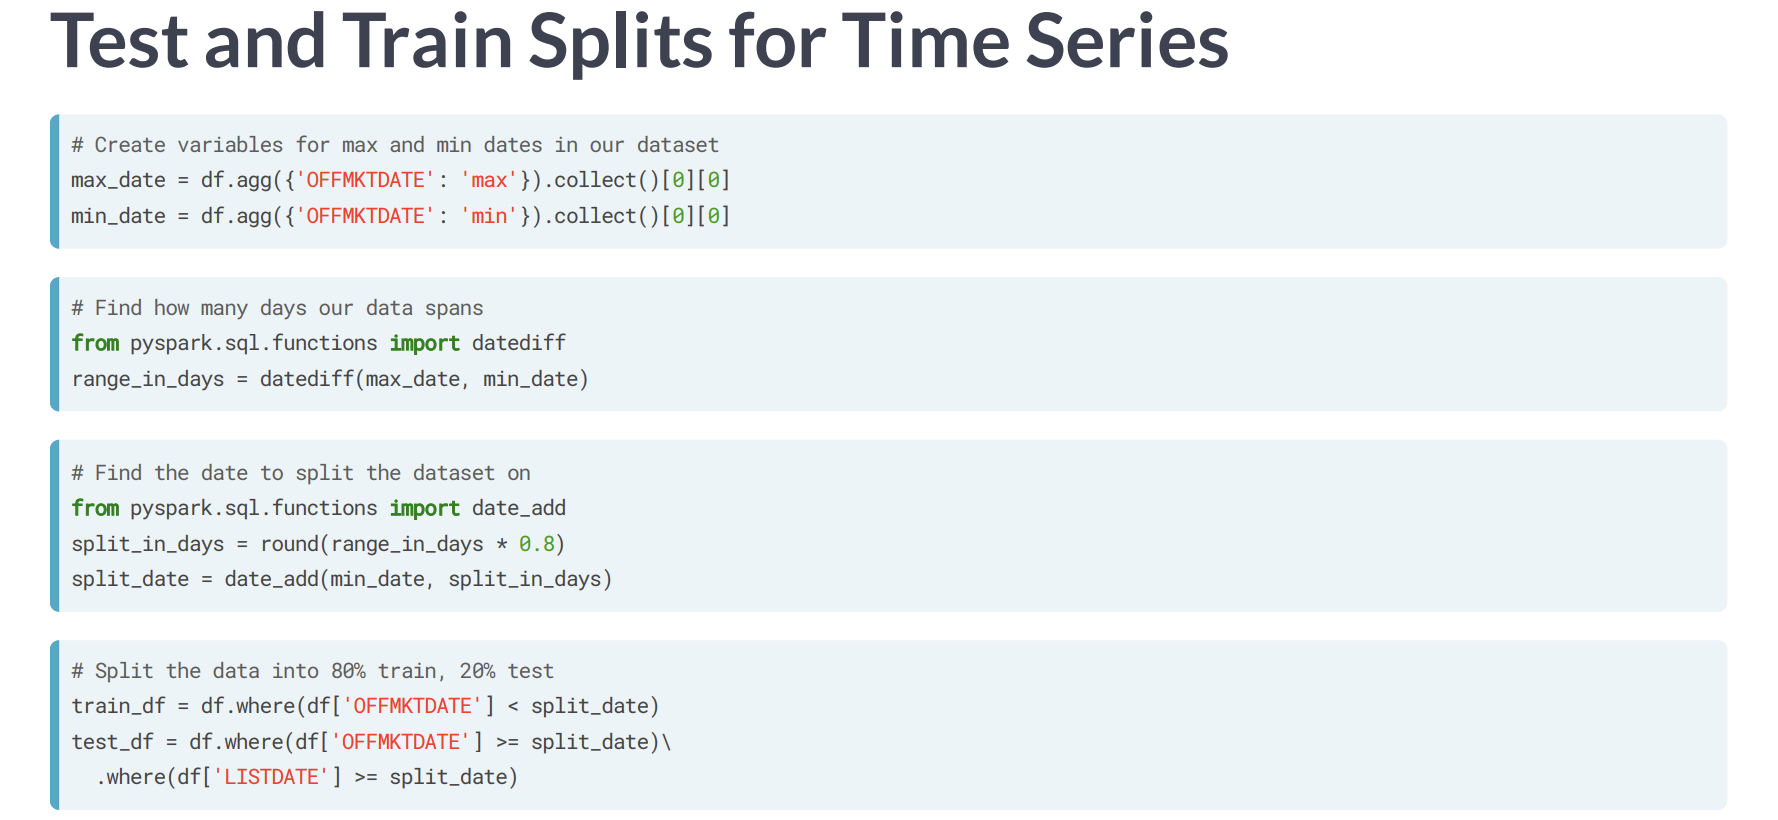 Test and Train Splits for Time Series
# Create variables for max and min dates in our dataset
max_date = df.agg({'OFFMKTDATE': 'max'}).collect()[0][0]
min_date = df.agg({'OFFMKTDATE': 'min'}).collect()[0][0]
# Find how many days our data spans
from pyspark.sql.functions import datediff
range_in_days = datediff(max_date, min_date)
# Find the date to split the dataset on
from pyspark.sql.functions import date_add
split_in_days = round(range_in_days * 0.8)
split_date = date_add(min_date, split_in_days)
# Split the data into 80% train, 20% test
train_df = df.where(df['OFFMKTDATE'] < split_date)
test_df = df.where(df['OFFMKTDATE'] >= split_date)\
  .where(df['LISTDATE'] >= split_date)